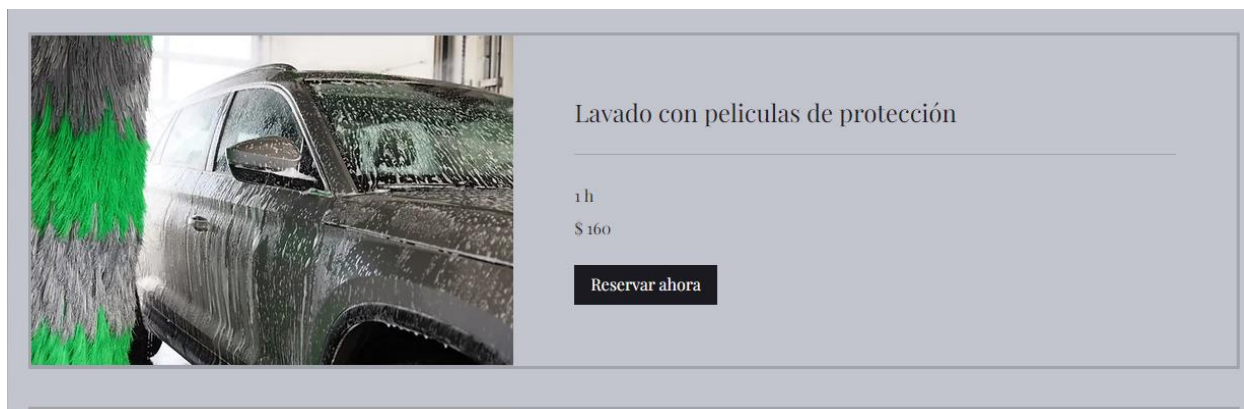 Lavado con peliculas de protección
1 h
$ 160
Reservar ahora